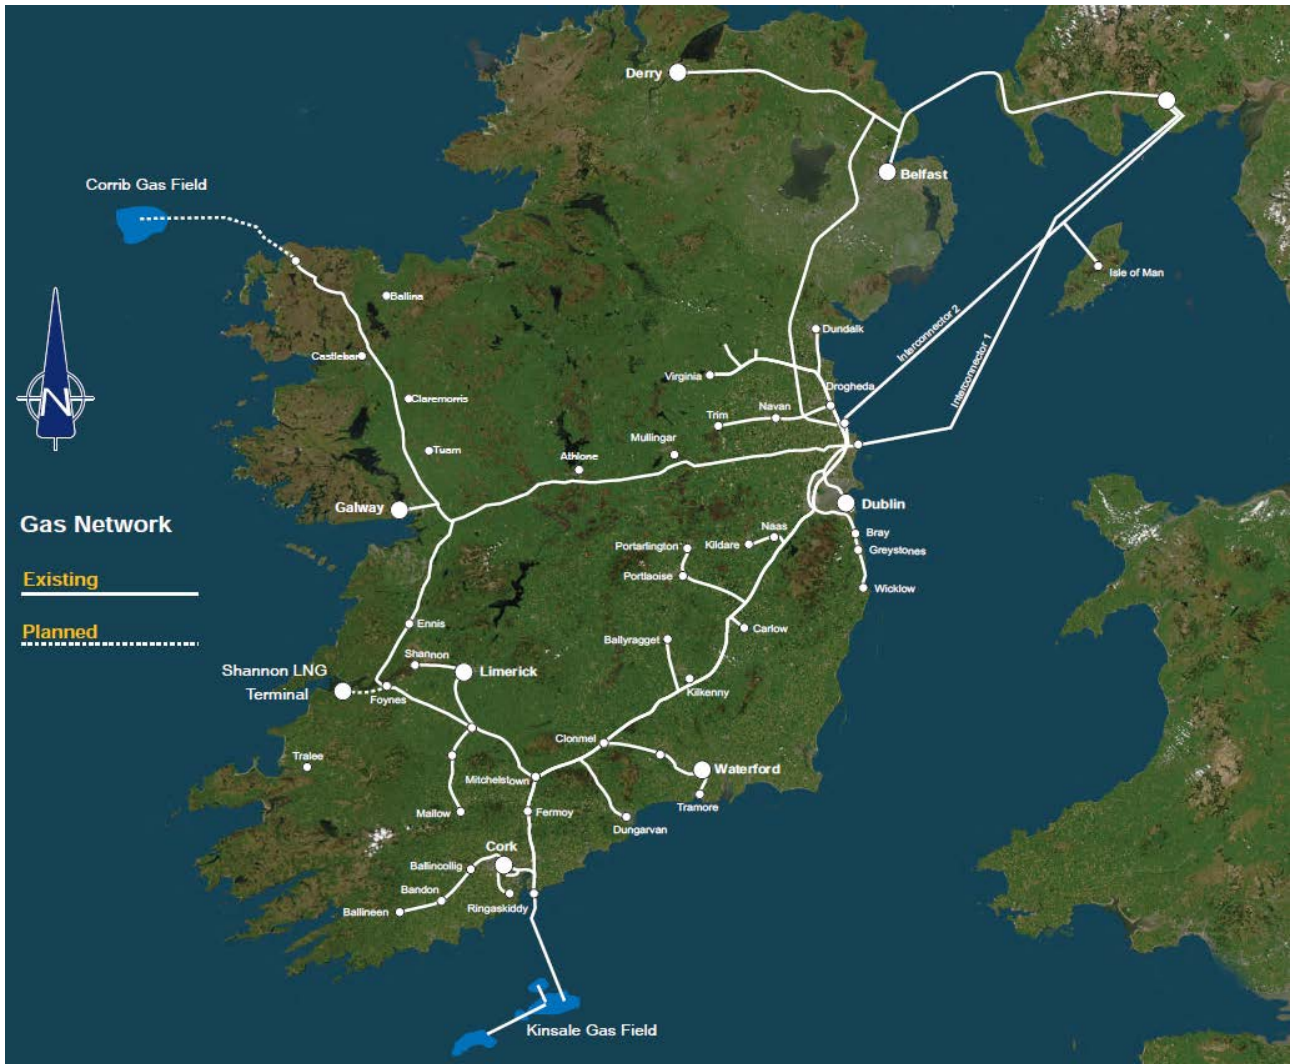 Derry
Belfast
Corrib Gas Field
Isle of Man
Ballina
Dundalk
Interconnector 2
Interconnector 1
Castlebar
Virginia
Drogheda
Claremorris
Trim
Navan
Mullingar
Tuam
Athlone
N
Galway
Dublin
Gas Network
Naas
Bray
Portarlington
Kildare
Greystones
Existing
Portlaoise
Wicklow
Planned
Ennis
Carlow
Ballyragget
Shannon
Limerick
Shannon LNG
Terminal
Foynes
Kilkenny
Clonmel
Tralee
Mitchelstown
Waterford
Tramore
Mallow
Fermoy
Dungarvan
Cork
Ballincollig
Bandon
Ballineen
Ringaskiddy
Kinsale Gas Field